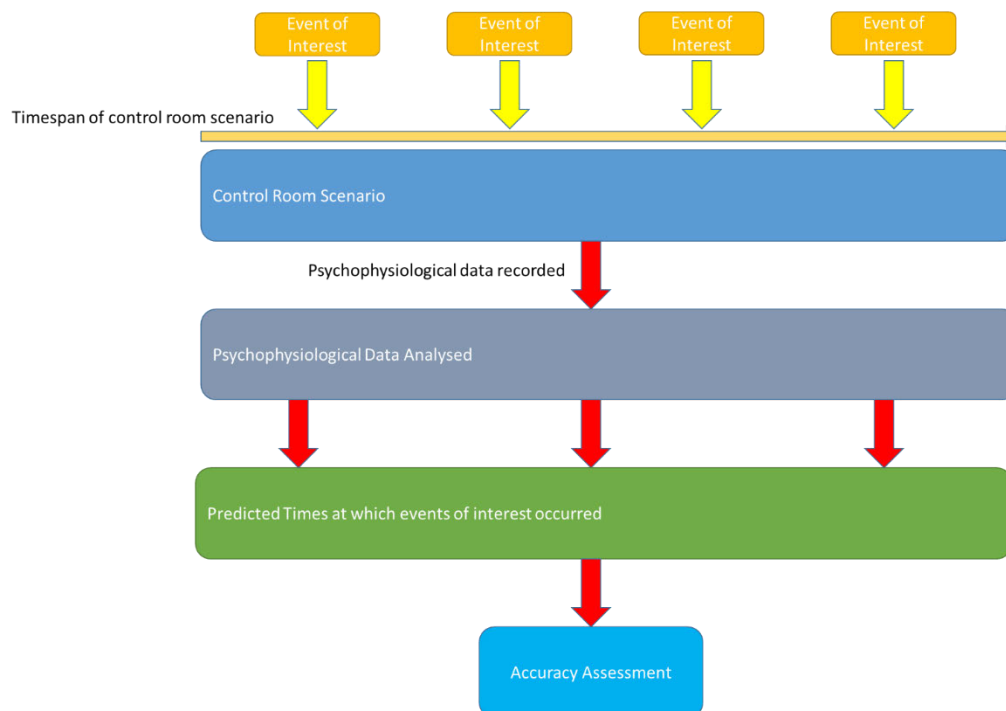 Event of
Interest
Event of
Interest
Event of
Interest
Event of
Interest
Timespan of control room scenario
Control Room Scenario
Psychophysiological data recorded
Psychophysiological Data Analysed
Predicted Times at which events of interest occurred
Accuracy Assessment